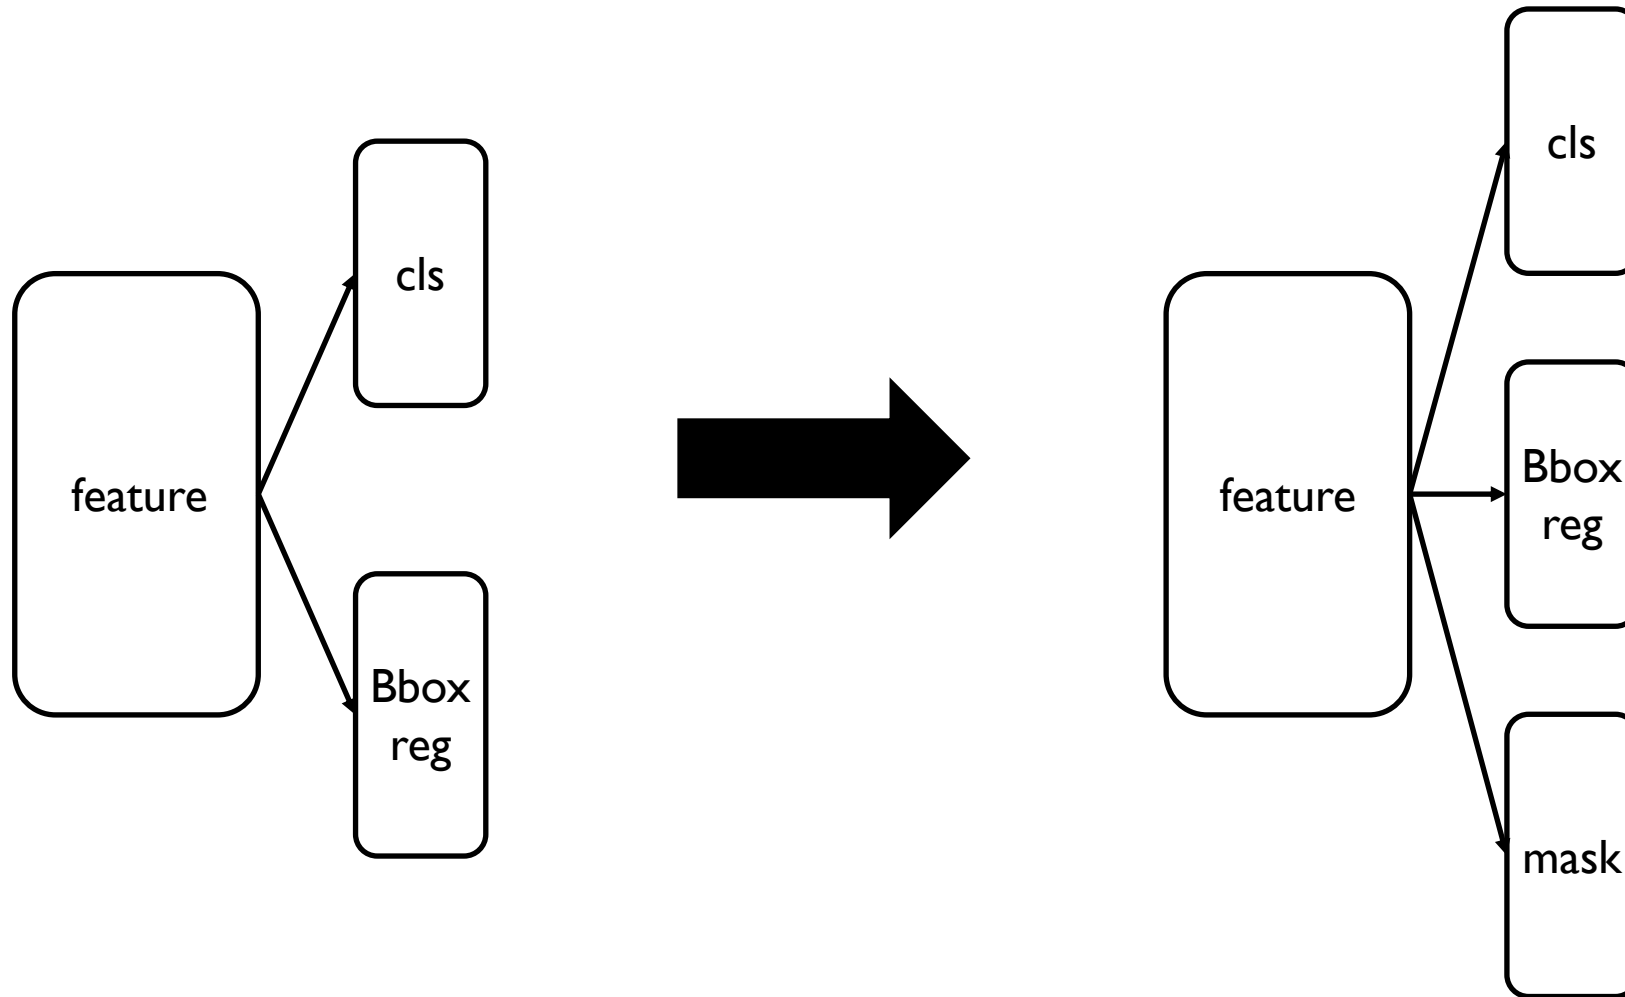 cls
feature
Bbox
reg
cls
feature
Bbox
reg
mask